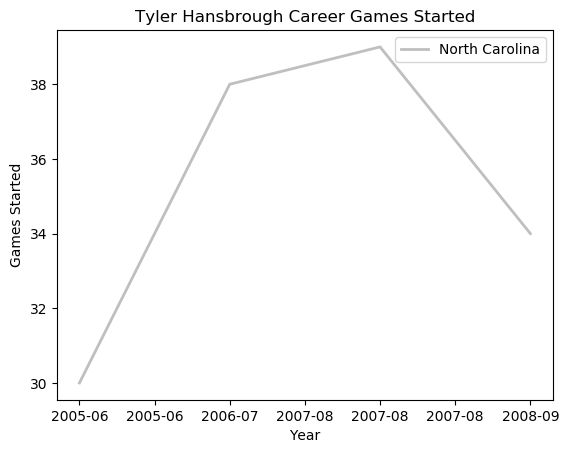 Tyler Hansbrough Career Games Started
North Carolina
Games Started
38
36
34
32
30
2005-06 2005-06 2006-07 2007-08 2007-08 2007-08 2008-09
Year